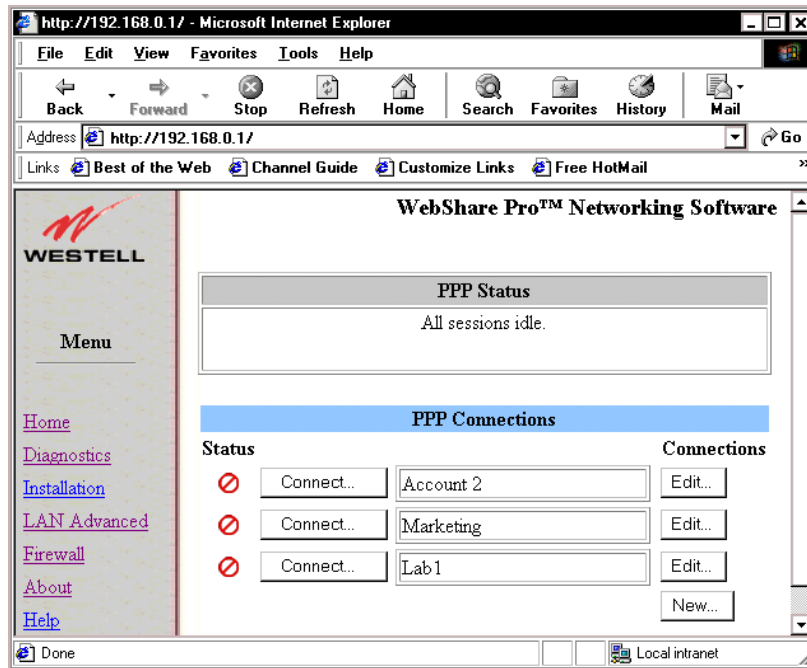 http://192.168.0.1/ - Microsoft Internet Explorer
File Edit View Favorites Tools Help
Back Forward Stop Refresh Home Search Favorites History Mail
Address http://192.168.0.1/ Go
Links Best of the Web Channel Guide Customize Links Free HotMail »
WESTELL
Menu
Home
Diagnostics
Installation
LAN Advanced
Firewall
About
Help
WebShare Pro™ Networking Software
PPP Status
All sessions idle.
PPP Connections
Status Connections
Connect... Account 2 Edit...
Connect... Marketing Edit...
Connect... Lab1 Edit...
New...
Done Local intranet